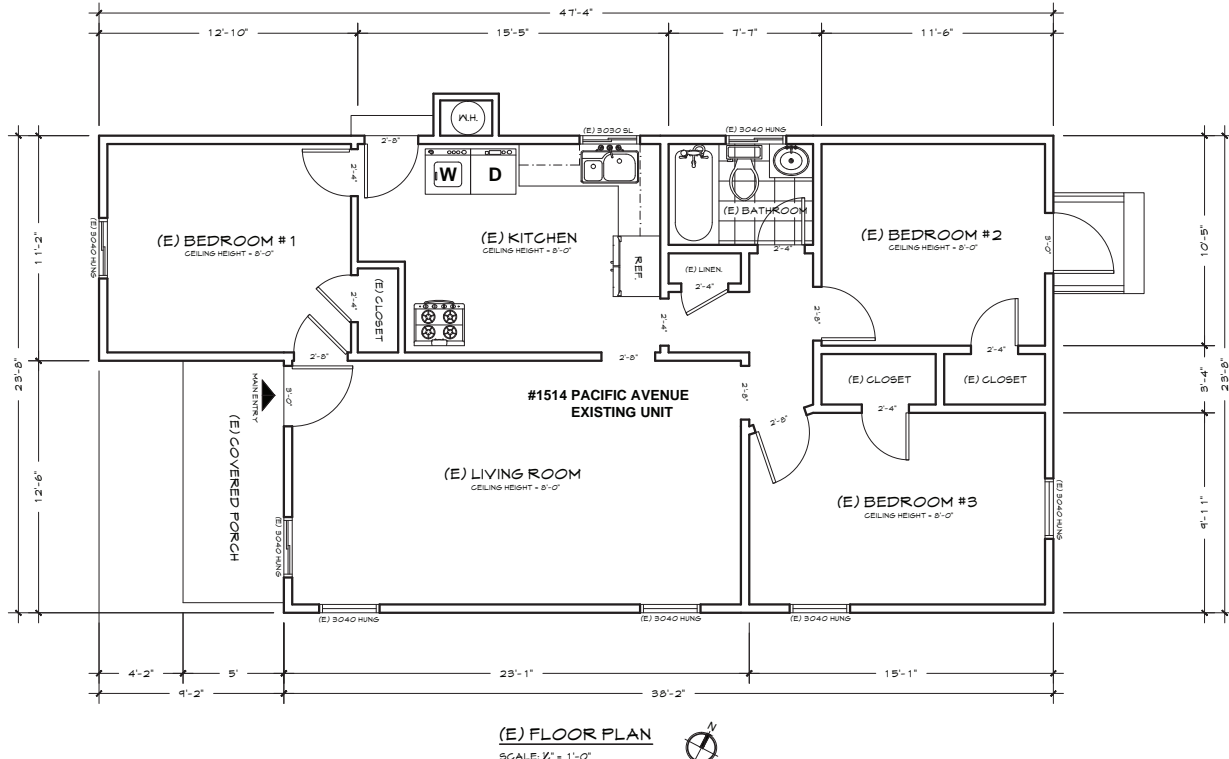 47'-4"
12'-10"
15'-5"
7'-7"
11'-6"
W.H.
2'-8"
(E) 3030 SL
(E) 3040 HUNG
2'-4"
W D
(E) BATHROOM
(E) BEDROOM #1
CEILING HEIGHT = 8'-0"
(E) KITCHEN
CEILING HEIGHT = 8'-0"
(E) BEDROOM #2
CEILING HEIGHT = 8'-0"
(E) 3040 HUNG
11'-2"
3'-0"
10'-5"
2'-4"
REF.
(E) LINEN.
2'-4"
2'-4"
(E) CLOSET
2'-4"
2'-8"
2'-8"
2'-8"
2'-4"
23'-8"
3'-4"
23'-8"
MAIN ENTRY
3'-0"
#1514 PACIFIC AVENUE
EXISTING UNIT
2'-8"
(E) CLOSET
(E) CLOSET
2'-4"
2'-8"
(E) COVERED PORCH
(E) LIVING ROOM
CEILING HEIGHT = 8'-0"
(E) BEDROOM #3
CEILING HEIGHT = 8'-0"
12'-6"
9'-11"
(E) 3040 HUNG
(E) 3040 HUNG
(E) 3040 HUNG
(E) 3040 HUNG
(E) 3040 HUNG
4'-2"
5'
23'-1"
15'-1"
9'-2"
38'-2"
(E) FLOOR PLAN
N
SCALE: = 1'-0"